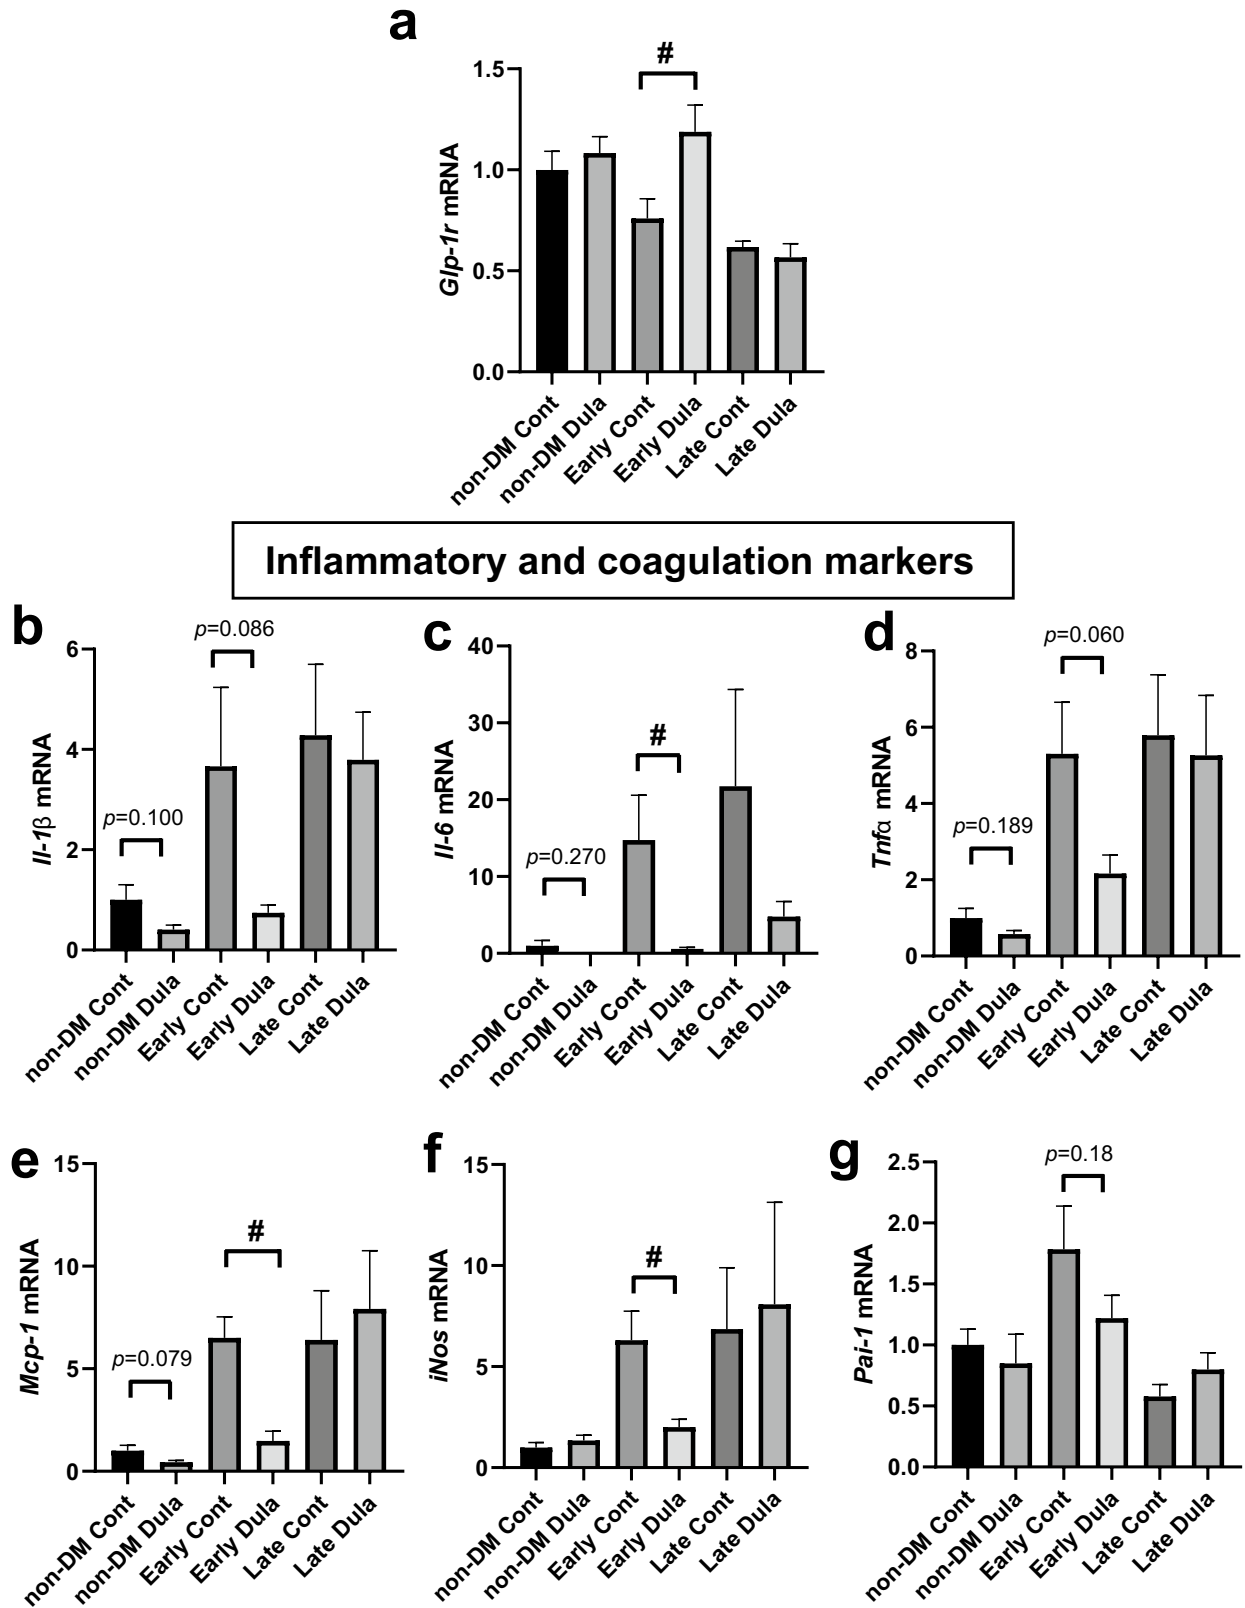 a
#
1.5
1.0
0.5
0.0
Glp-1r mRNA
non-DM Cont
non-DM Dula
Early Cont
Early Dula
Late Cont
Late Dula
Inflammatory and coagulation markers
b
p=0.086
p=0.100
6
4
2
0
Il-1β mRNA
non-DM Cont
non-DM Dula
Early Cont
Early Dula
Late Cont
Late Dula
c
#
p=0.270
40
30
20
10
0
Il-6 mRNA
non-DM Cont
non-DM Dula
Early Cont
Early Dula
Late Cont
Late Dula
d
p=0.060
p=0.189
8
6
4
2
0
Tnfα mRNA
non-DM Cont
non-DM Dula
Early Cont
Early Dula
Late Cont
Late Dula
e
#
p=0.079
15
10
5
0
Mcp-1 mRNA
non-DM Cont
non-DM Dula
Early Cont
Early Dula
Late Cont
Late Dula
f
#
15
10
5
0
iNos mRNA
non-DM Cont
non-DM Dula
Early Cont
Early Dula
Late Cont
Late Dula
g
p=0.18
2.5
2.0
1.5
1.0
0.5
0.0
Pai-1 mRNA
non-DM Cont
non-DM Dula
Early Cont
Early Dula
Late Cont
Late Dula